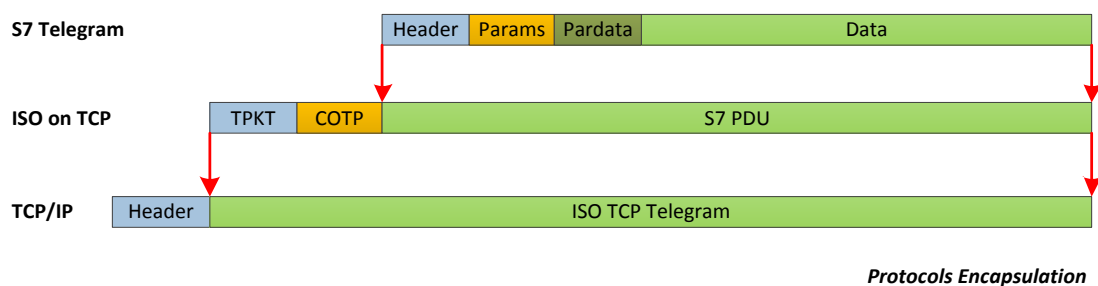 S7 Telegram Header Params Pardata Data
ISO on TCP TPKT COTP S7 PDU
TCP/IP Header ISO TCP Telegram
Protocols Encapsulation